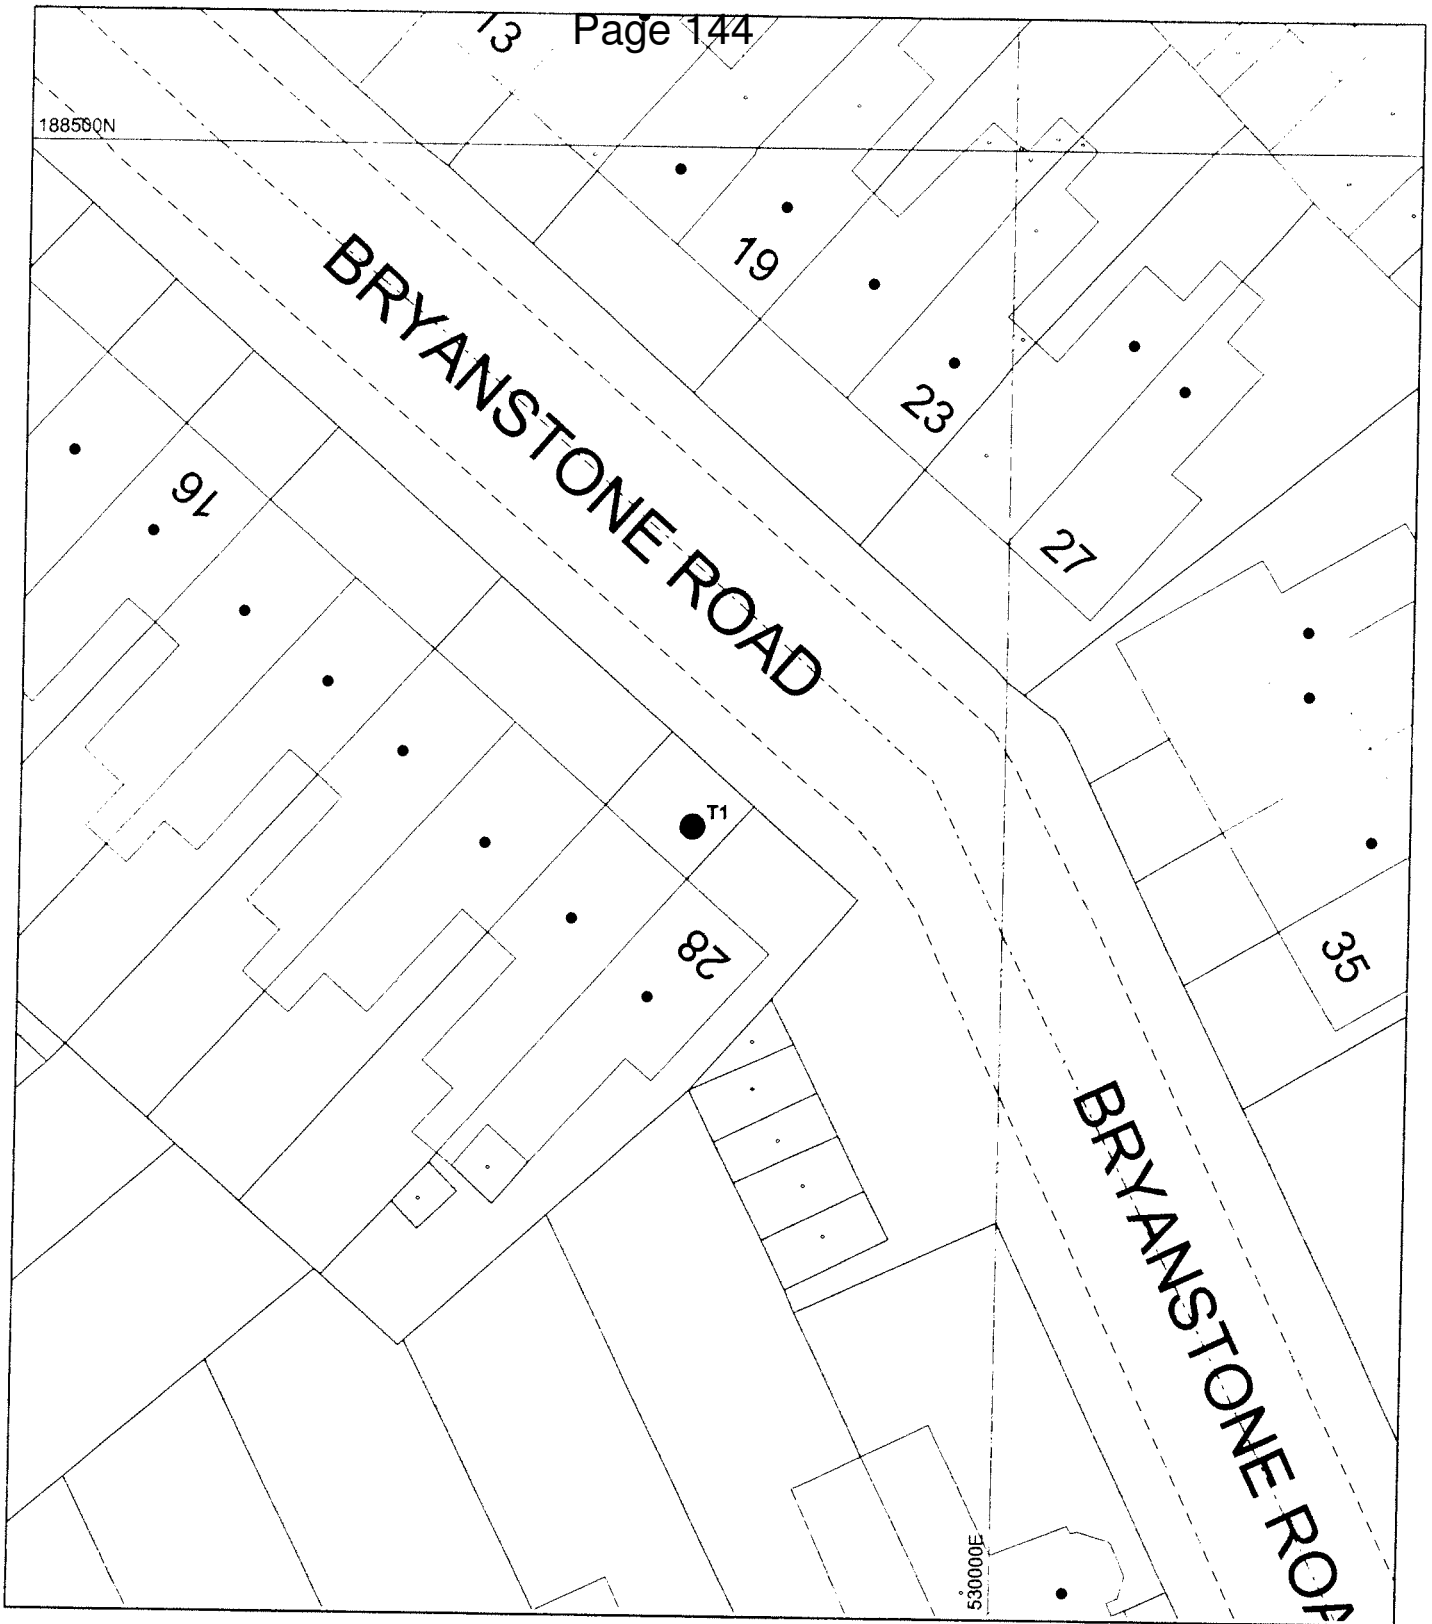 Page 144
13
188500N
19
BRYANSTONE ROAD
23
16
27
T1
28
35
BRYANSTONE ROA
530000E